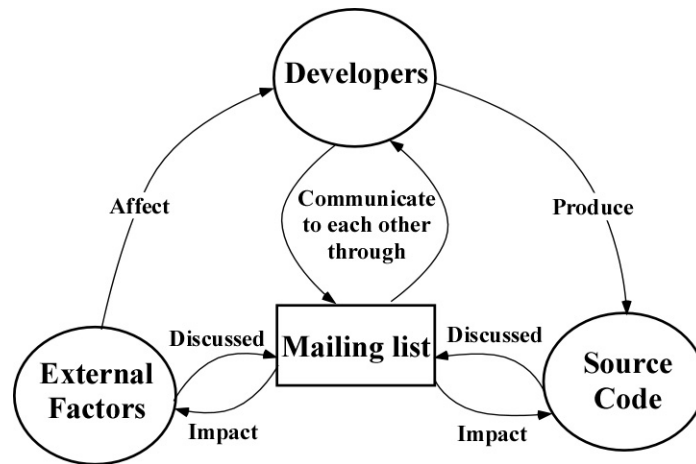 Developers
Affect
Communicate
to each other
through
Produce
Discussed
Mailing list
Discussed
External
Factors
Source
Code
Impact
Impact